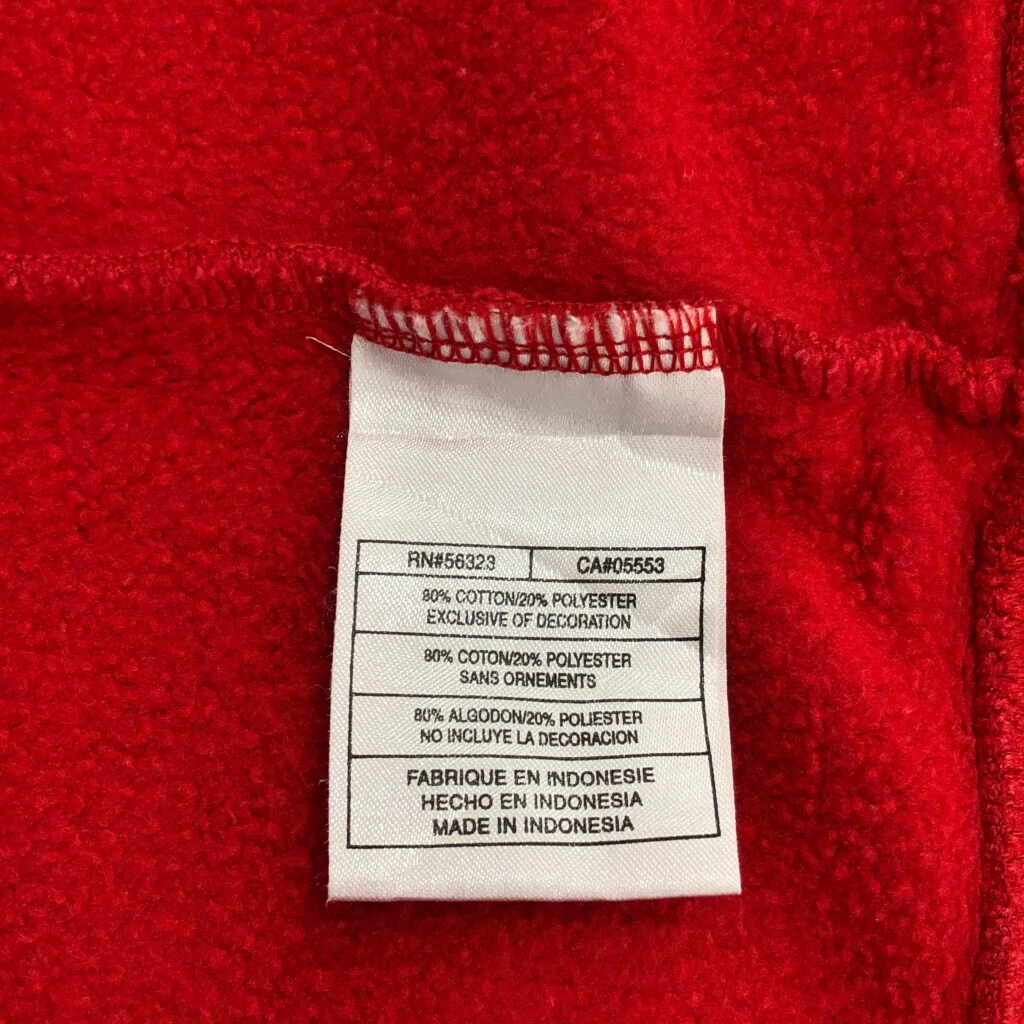 RN#56323 CA#05553
80% COTTON/20% POLYESTER
EXCLUSIVE OF DECORATION
80% COTON/20% POLYESTER
SANS ORNEMENTS
80% ALGODON/20% POLIESTER
NO INCLUYE LA DECORACION
FABRIQUE EN INDONESIE
HECHO EN INDONESIA
MADE IN INDONESIA